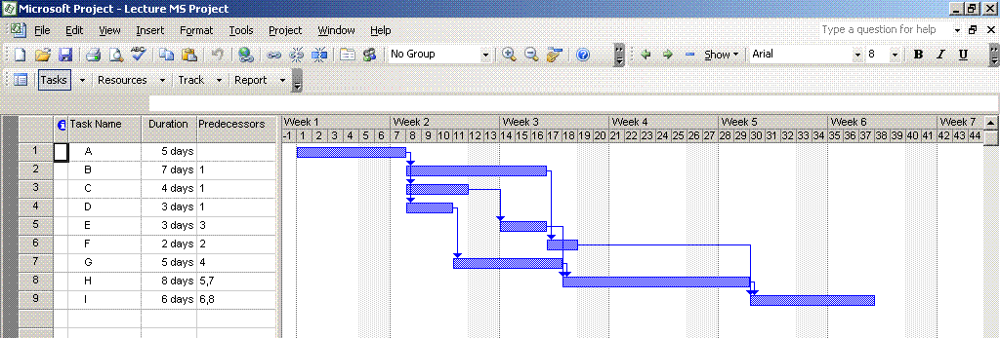 Microsoft Project - Lecture MS Project
File Edit View Insert Format Tools Project Window Help Type a question for help
No Group Show Arial 8 B I U
Tasks Resources Track Report
Task Name Duration Predecessors Week 1 Week 2 Week 3 Week 4 Week 5 Week 6 Week 7
-1 1 2 3 4 5 6 7 8 9 10 11 12 13 14 15 16 17 18 19 20 21 22 23 24 25 26 27 28 29 30 31 32 33 34 35 36 37 38 39 40 41 42 43 44
1 A 5 days
2 B 7 days 1
3 C 4 days 1
4 D 3 days 1
5 E 3 days 3
6 F 2 days 2
7 G 5 days 4
8 H 8 days 5,7
9 I 6 days 6,8